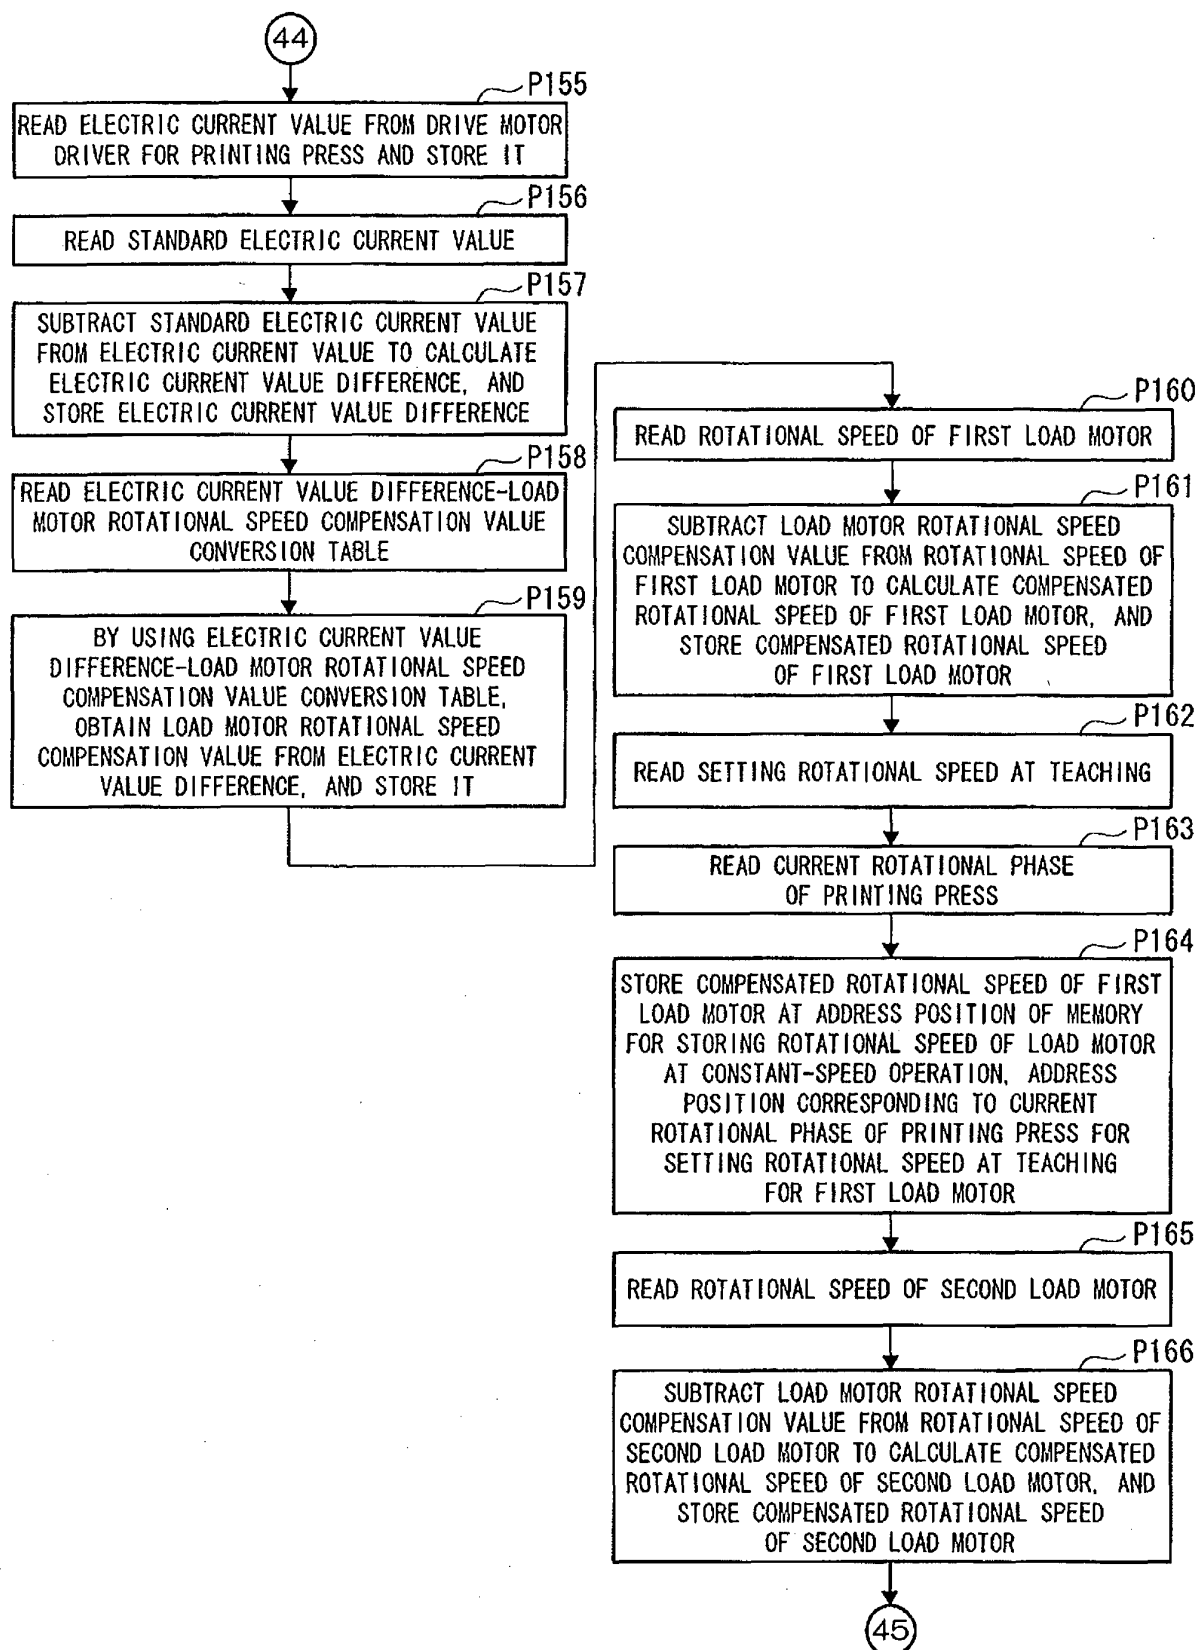 44
P155
READ ELECTRIC CURRENT VALUE FROM DRIVE MOTOR
DRIVER FOR PRINTING PRESS AND STORE IT
P156
READ STANDARD ELECTRIC CURRENT VALUE
P157
SUBTRACT STANDARD ELECTRIC CURRENT VALUE
FROM ELECTRIC CURRENT VALUE TO CALCULATE
ELECTRIC CURRENT VALUE DIFFERENCE, AND
STORE ELECTRIC CURRENT VALUE DIFFERENCE
P158
READ ELECTRIC CURRENT VALUE DIFFERENCE-LOAD
MOTOR ROTATIONAL SPEED COMPENSATION VALUE
CONVERSION TABLE
P159
BY USING ELECTRIC CURRENT VALUE
DIFFERENCE-LOAD MOTOR ROTATIONAL SPEED
COMPENSATION VALUE CONVERSION TABLE,
OBTAIN LOAD MOTOR ROTATIONAL SPEED
COMPENSATION VALUE FROM ELECTRIC CURRENT
VALUE DIFFERENCE, AND STORE IT
P160
READ ROTATIONAL SPEED OF FIRST LOAD MOTOR
P161
SUBTRACT LOAD MOTOR ROTATIONAL SPEED
COMPENSATION VALUE FROM ROTATIONAL SPEED OF
FIRST LOAD MOTOR TO CALCULATE COMPENSATED
ROTATIONAL SPEED OF FIRST LOAD MOTOR, AND
STORE COMPENSATED ROTATIONAL SPEED
OF FIRST LOAD MOTOR
P162
READ SETTING ROTATIONAL SPEED AT TEACHING
P163
READ CURRENT ROTATIONAL PHASE
OF PRINTING PRESS
P164
STORE COMPENSATED ROTATIONAL SPEED OF FIRST
LOAD MOTOR AT ADDRESS POSITION OF MEMORY
FOR STORING ROTATIONAL SPEED OF LOAD MOTOR
AT CONSTANT-SPEED OPERATION, ADDRESS
POSITION CORRESPONDING TO CURRENT
ROTATIONAL PHASE OF PRINTING PRESS FOR
SETTING ROTATIONAL SPEED AT TEACHING
FOR FIRST LOAD MOTOR
P165
READ ROTATIONAL SPEED OF SECOND LOAD MOTOR
P166
SUBTRACT LOAD MOTOR ROTATIONAL SPEED
COMPENSATION VALUE FROM ROTATIONAL SPEED OF
SECOND LOAD MOTOR TO CALCULATE COMPENSATED
ROTATIONAL SPEED OF SECOND LOAD MOTOR, AND
STORE COMPENSATED ROTATIONAL SPEED
OF SECOND LOAD MOTOR
45